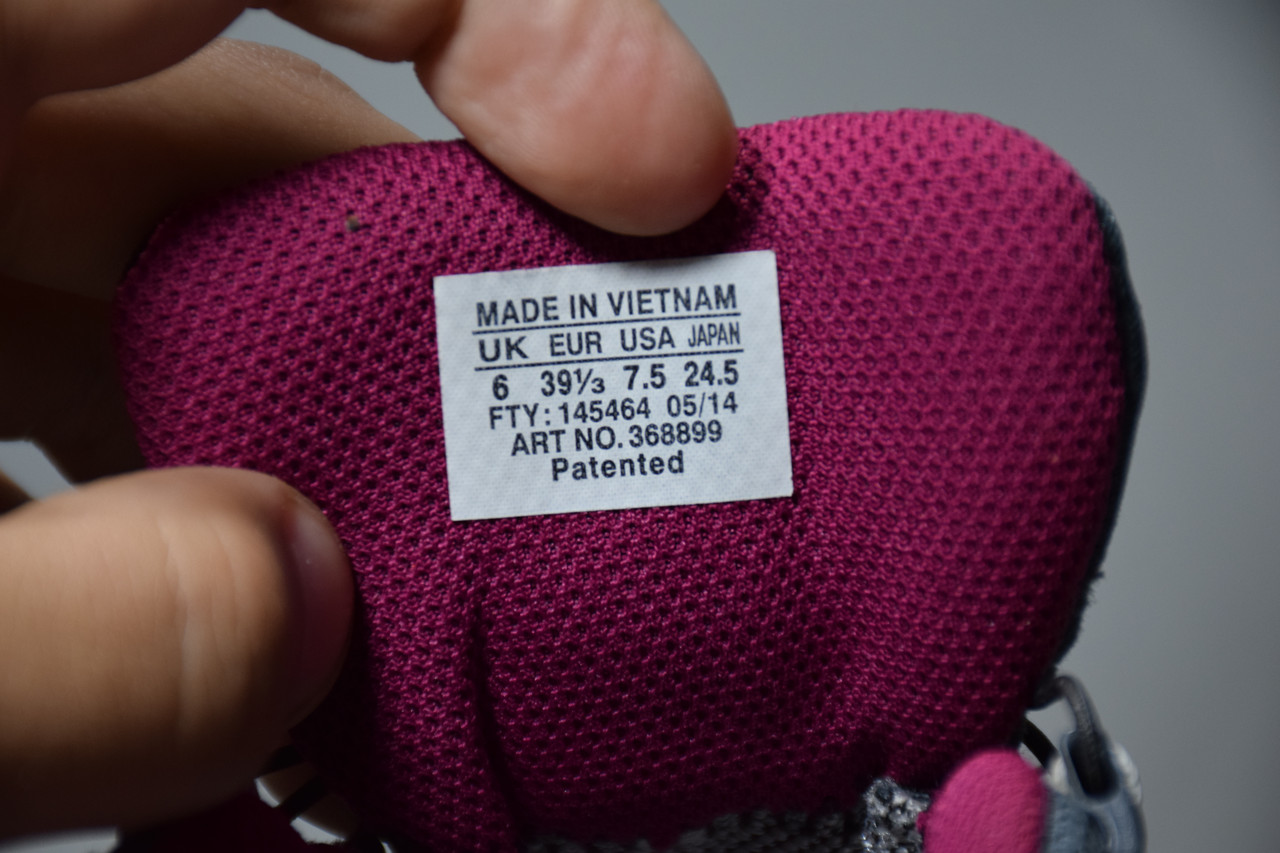 MADE IN VIETNAM
UK EUR USA JAPAN
6 39⅓ 7.5 24.5
FTY: 145464 05/14
ART NO. 368899
Patented